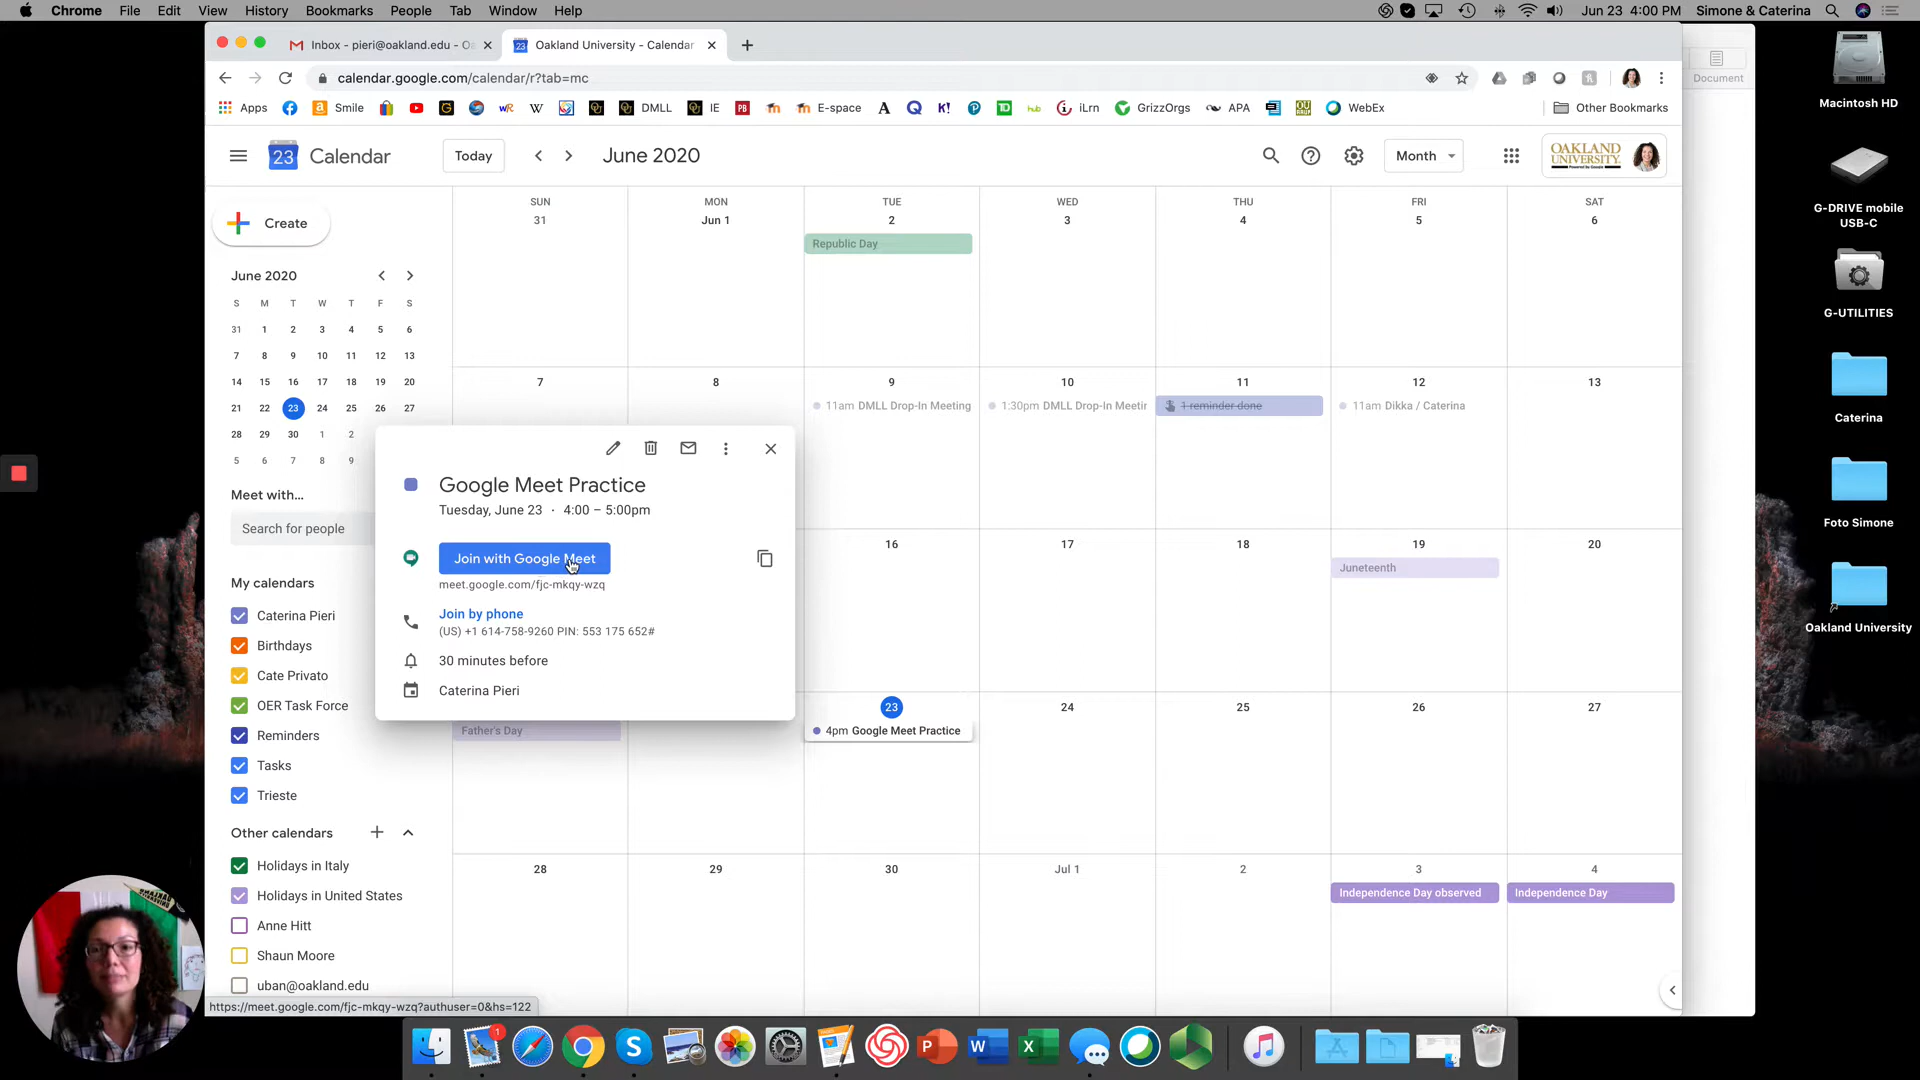 Chrome File Edit View History Bookmarks People Tab Window Help Jun 23 4:00 PM Simone & Caterina
Inbox - pieri@oakland.edu - O
Oakland University - Calendar
calendar.google.com/calendar/r?tab=mc
Apps Smile DMLL IE E-space iLrn GrizzOrgs APA WebEx Other Bookmarks
23 Calendar
Today
June 2020
Month
OAKLAND UNIVERSITY
Document
Create
June 2020
S M T W T F S
31 1 2 3 4 5 6
7 8 9 10 11 12 13
14 15 16 17 18 19 20
21 22 23 24 25 26 27
28 29 30 1 2
5 6 7 8 9
Meet with...
Search for people
My calendars
Caterina Pieri
Birthdays
Cate Privato
OER Task Force
Reminders
Tasks
Trieste
Other calendars
Holidays in Italy
Holidays in United States
Anne Hitt
Shaun Moore
uban@oakland.edu
https://meet.google.com/fjc-mkqy-wzq?authuser=0&hs=122
SUN MON TUE WED THU FRI SAT
31 Jun 1 2 3 4 5 6
Republic Day
7 8 9 10 11 12 13
11am DMLL Drop-In Meeting
1:30pm DMLL Drop-In Meetin
1 reminder done
11am Dikka / Caterina
16 17 18 19 20
Juneteenth
23 24 25 26 27
Father's Day
4pm Google Meet Practice
28 29 30 Jul 1 2 3 4
Independence Day observed
Independence Day
Google Meet Practice
Tuesday, June 23 · 4:00 – 5:00pm
Join with Google Meet
meet.google.com/fjc-mkqy-wzq
Join by phone
(US) +1 614-758-9260 PIN: 553 175 652#
30 minutes before
Caterina Pieri
Macintosh HD
G-DRIVE mobile
USB-C
G-UTILITIES
Caterina
Foto Simone
Oakland University